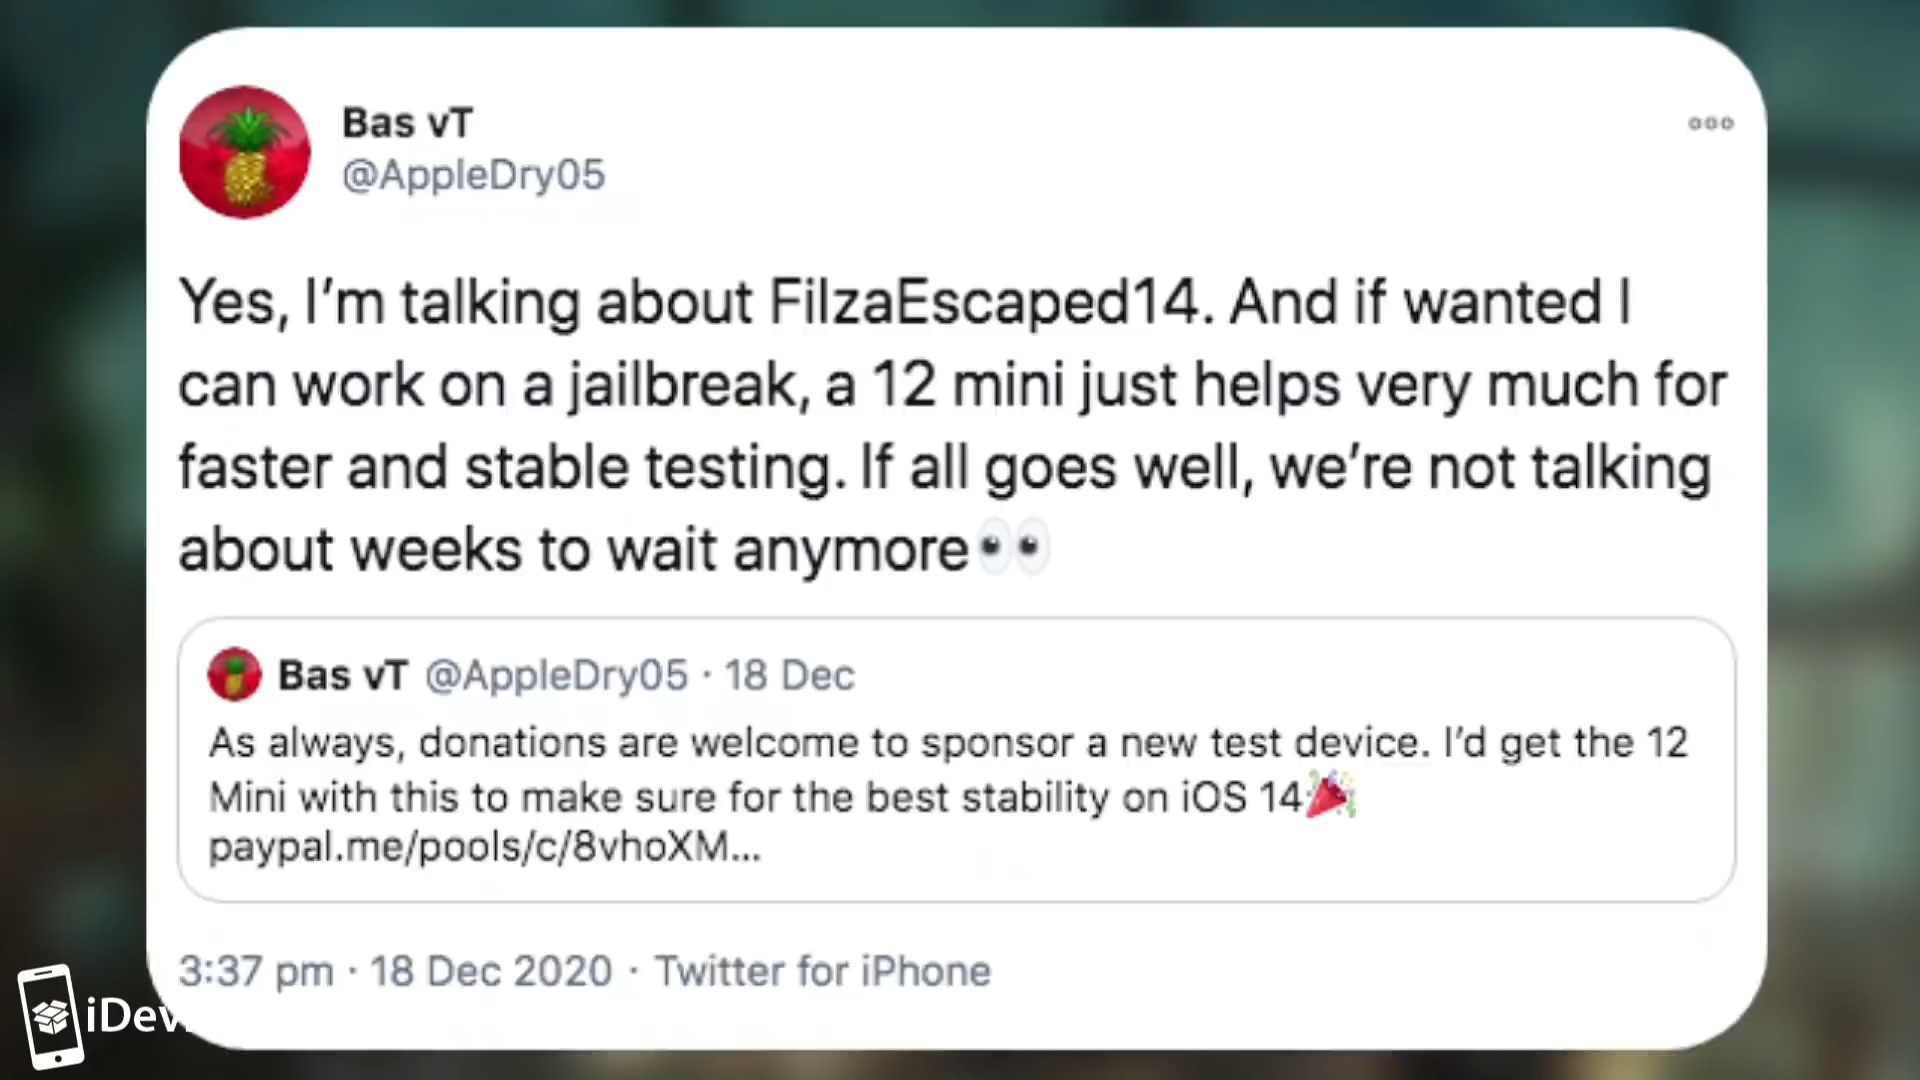 Bas vT
@AppleDry05
Yes, I’m talking about FilzaEscaped14. And if wanted I
can work on a jailbreak, a 12 mini just helps very much for
faster and stable testing. If all goes well, we’re not talking
about weeks to wait anymore👀
Bas vT @AppleDry05 · 18 Dec
As always, donations are welcome to sponsor a new test device. I’d get the 12
Mini with this to make sure for the best stability on iOS 14🎉
paypal.me/pools/c/8vhoXM...
3:37 pm · 18 Dec 2020 · Twitter for iPhone